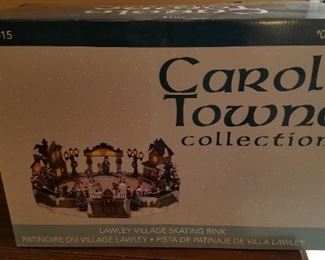 15
Carol
Towne
collection
LAWLEY VILLAGE SKATING RINK
PATINOIRE DU VILLAGE LAWLEY • PISTA DE PATINAJE DE VILLA LAWLEY